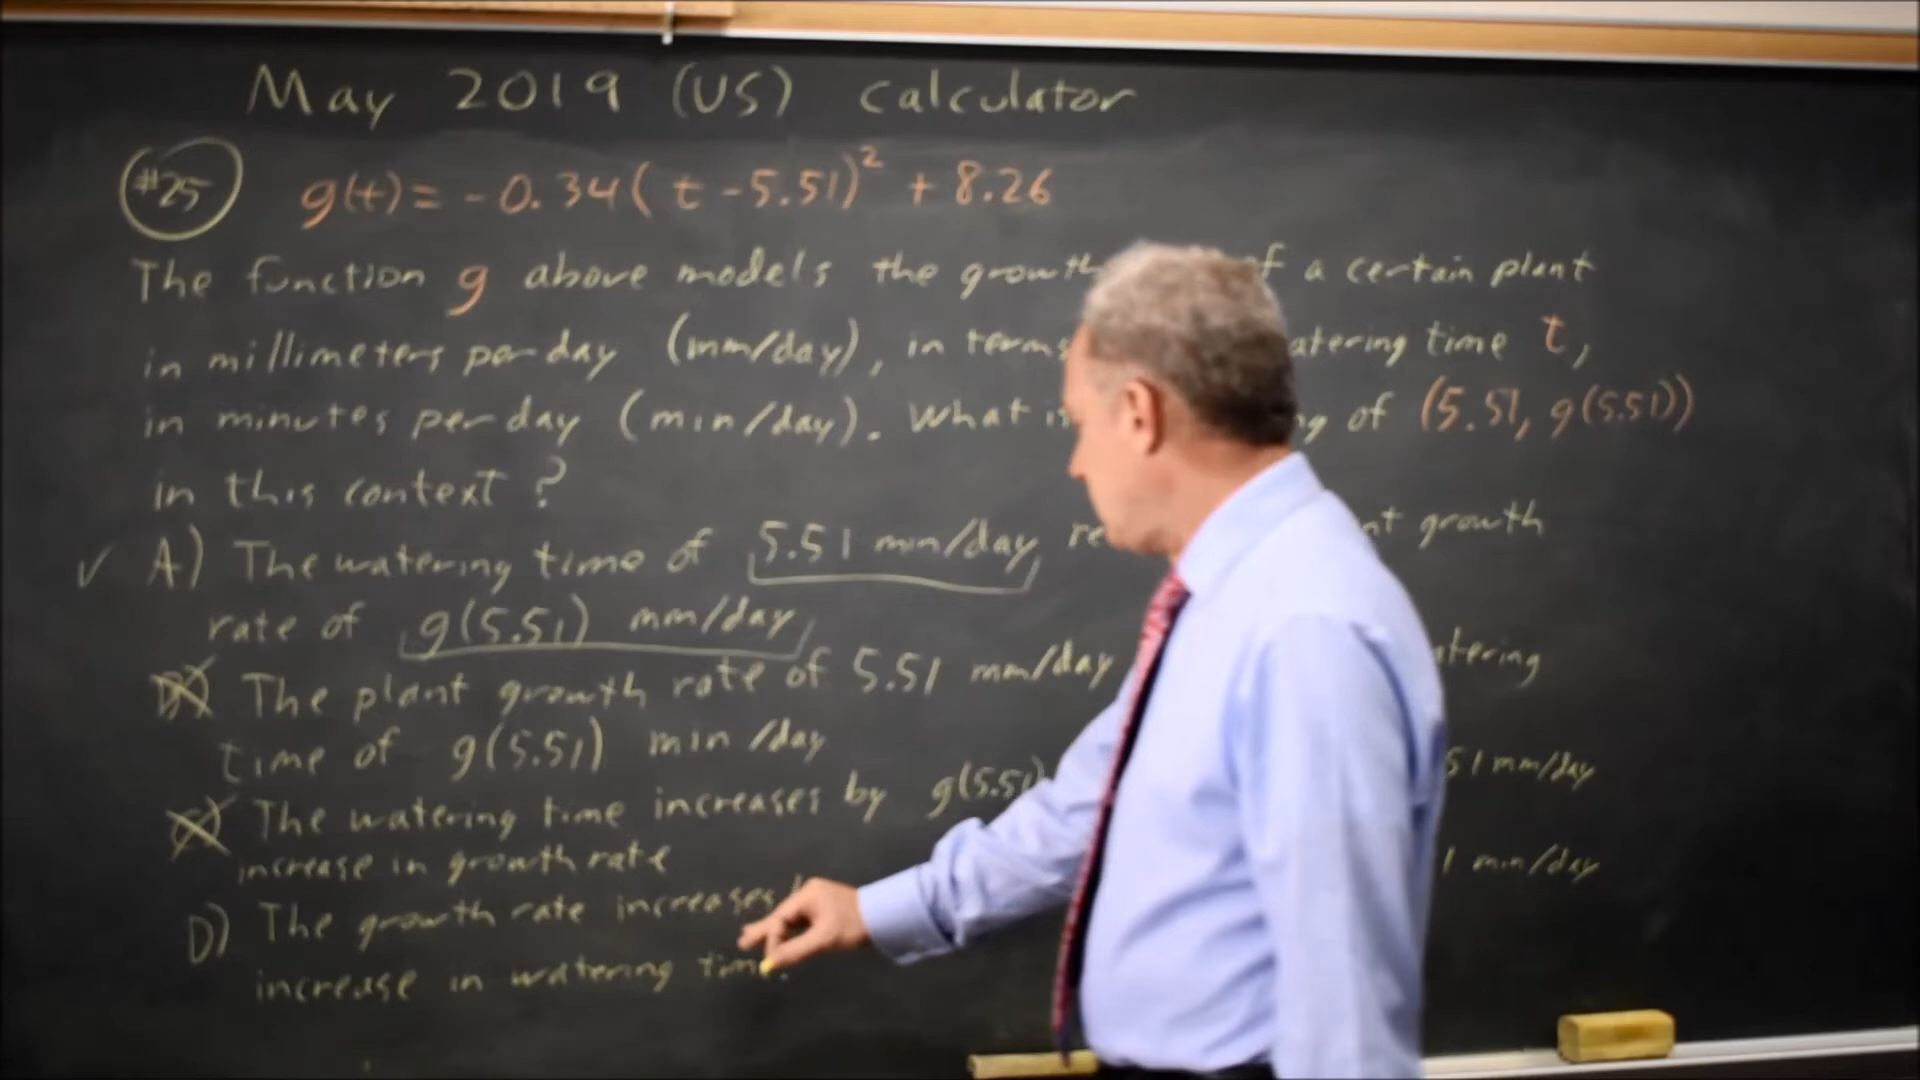 May 2019 (US) Calculator
#25 g(t) = -0.34(t - 5.51)² + 8.26
The function g above models the growth of a certain plant
in millimeters per day (mm/day), in terms watering time t,
in minutes per day (min/day). What is of (5.51, g(5.51))
in this context?
✓ A) The watering time of 5.51 min/day growth
rate of g(5.51) mm/day
B) The plant growth rate of 5.51 mm/day watering
time of g(5.51) min/day
C) The watering time increases by g(5.51) 51 mm/day
increase in growth rate
D) The growth rate increases 1 min/day
increase in watering time.